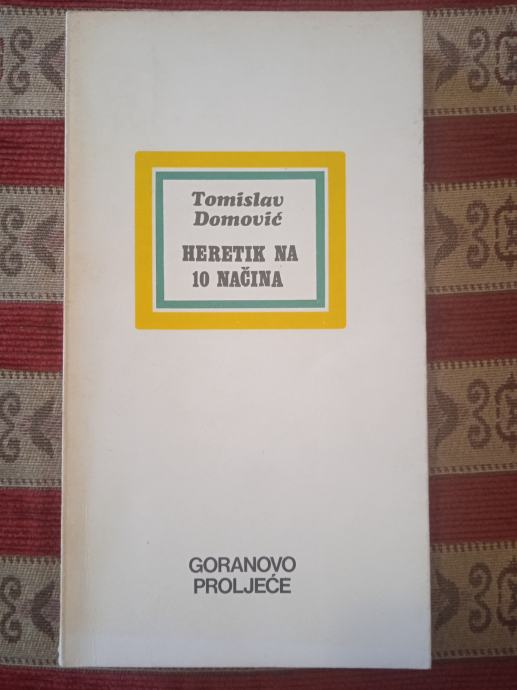 Tomislav
Domović
HERETIK NA
10 NAČINA
GORANOVO
PROLJEĆE